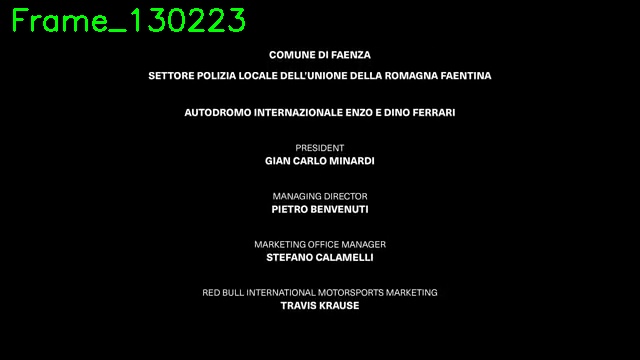 Frame_130223
COMUNE DI FAENZA
SETTORE POLIZIA LOCALE DELL'UNIONE DELLA ROMAGNA FAENTINA
AUTODROMO INTERNAZIONALE ENZO E DINO FERRARI
PRESIDENT
GIAN CARLO MINARDI
MANAGING DIRECTOR
PIETRO BENVENUTI
MARKETING OFFICE MANAGER
STEFANO CALAMELLI
RED BULL INTERNATIONAL MOTORSPORTS MARKETING
TRAVIS KRAUSE